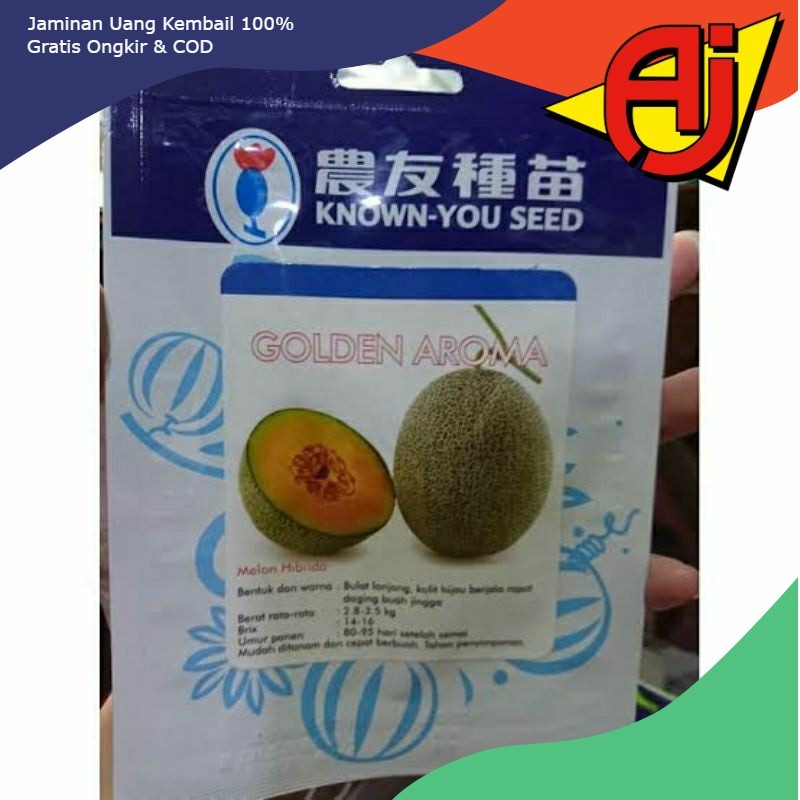 Jaminan Uang Kembail 100%
Gratis Ongkir & COD
AJ
農友種苗
KNOWN-YOU SEED
GOLDEN AROMA
Melon Hibrida
Bentuk dan warna : Bulat lonjong, kulit hijau berjala rapat
daging buah jingga
Berat rata-rata : 2.8-3.5 kg
Brix : 14-16
Umur panen : 80-95 hari setelah semai
Mudah ditanam dan cepat berbuah. Tahan penyimpanan.